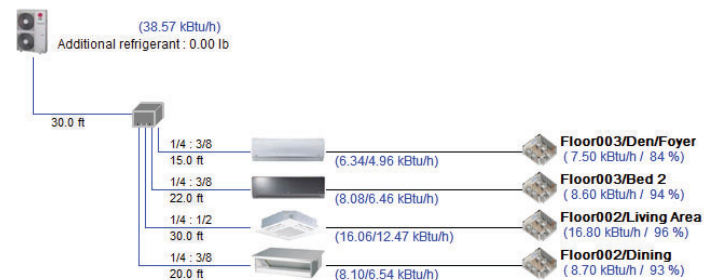 (38.57 kBtu/h)
Additional refrigerant : 0.00 lb
30.0 ft
1/4 : 3/8
15.0 ft
(6.34/4.96 kBtu/h)
Floor003/Den/Foyer
( 7.50 kBtu/h / 84 %)
1/4 : 3/8
22.0 ft
(8.08/6.46 kBtu/h)
Floor003/Bed 2
( 8.60 kBtu/h / 94 %)
1/4 : 1/2
30.0 ft
(16.06/12.47 kBtu/h)
Floor002/Living Area
(16.80 kBtu/h / 96 %)
1/4 : 3/8
20.0 ft
(8.10/6.54 kBtu/h)
Floor002/Dining
( 8.70 kBtu/h / 93 %)